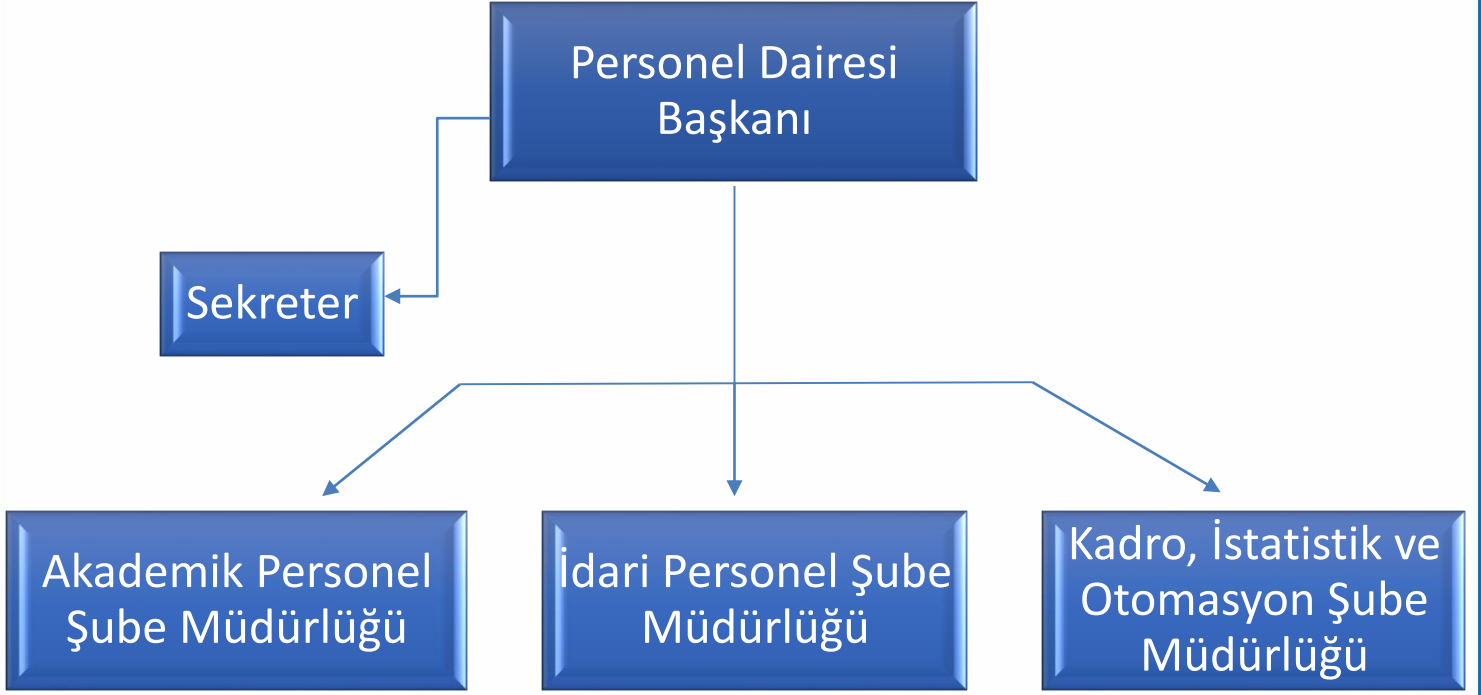 Personel Dairesi
Başkanı
Sekreter
Akademik Personel
Şube Müdürlüğü
İdari Personel Şube
Müdürlüğü
Kadro, İstatistik ve
Otomasyon Şube
Müdürlüğü